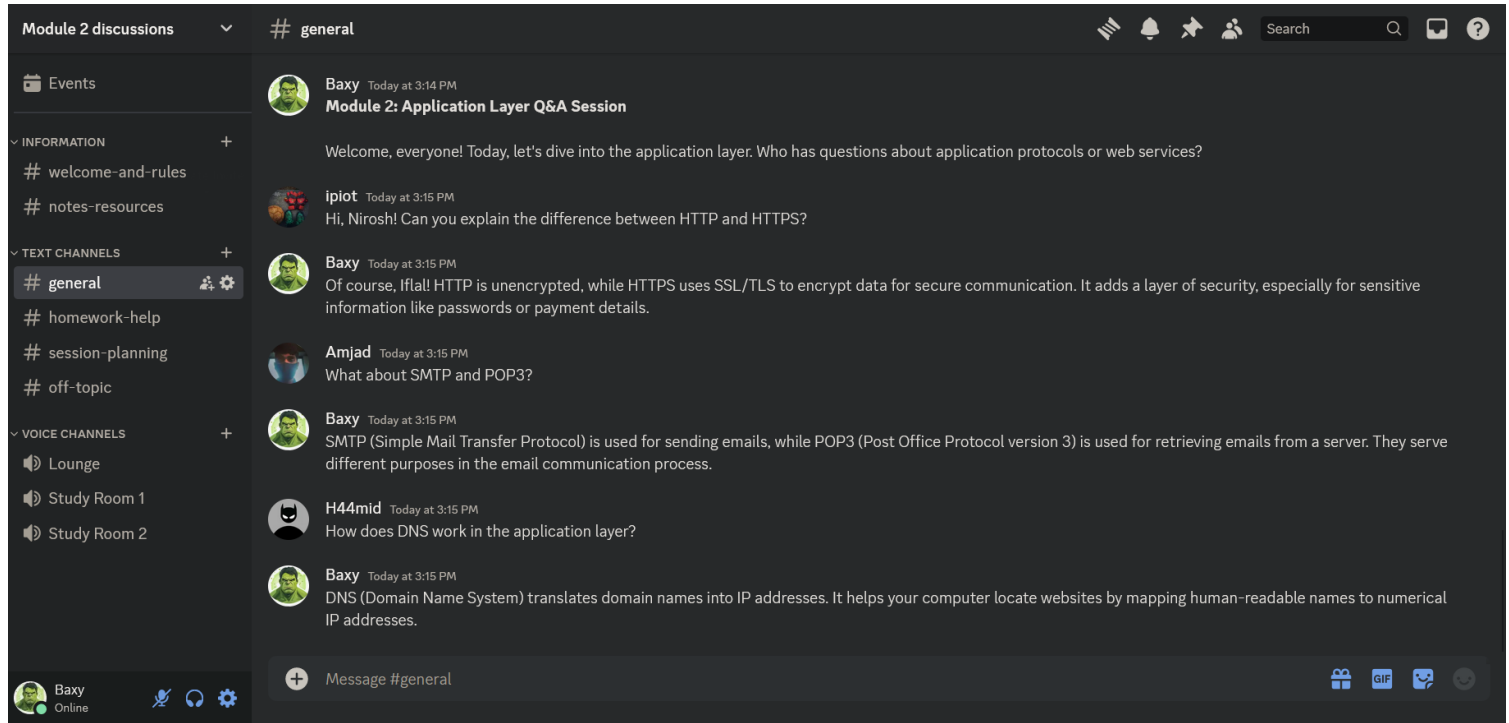 Module 2 discussions
Events
INFORMATION
welcome-and-rules
notes-resources
TEXT CHANNELS
general
homework-help
session-planning
off-topic
VOICE CHANNELS
Lounge
Study Room 1
Study Room 2
Baxy
Online
general
Search
Baxy Today at 3:14 PM
Module 2: Application Layer Q&A Session
Welcome, everyone! Today, let's dive into the application layer. Who has questions about application protocols or web services?
ipiot Today at 3:15 PM
Hi, Nirosh! Can you explain the difference between HTTP and HTTPS?
Baxy Today at 3:15 PM
Of course, Iflal! HTTP is unencrypted, while HTTPS uses SSL/TLS to encrypt data for secure communication. It adds a layer of security, especially for sensitive
information like passwords or payment details.
Amjad Today at 3:15 PM
What about SMTP and POP3?
Baxy Today at 3:15 PM
SMTP (Simple Mail Transfer Protocol) is used for sending emails, while POP3 (Post Office Protocol version 3) is used for retrieving emails from a server. They serve
different purposes in the email communication process.
H44mid Today at 3:15 PM
How does DNS work in the application layer?
Baxy Today at 3:15 PM
DNS (Domain Name System) translates domain names into IP addresses. It helps your computer locate websites by mapping human-readable names to numerical
IP addresses.
Message #general
GIF